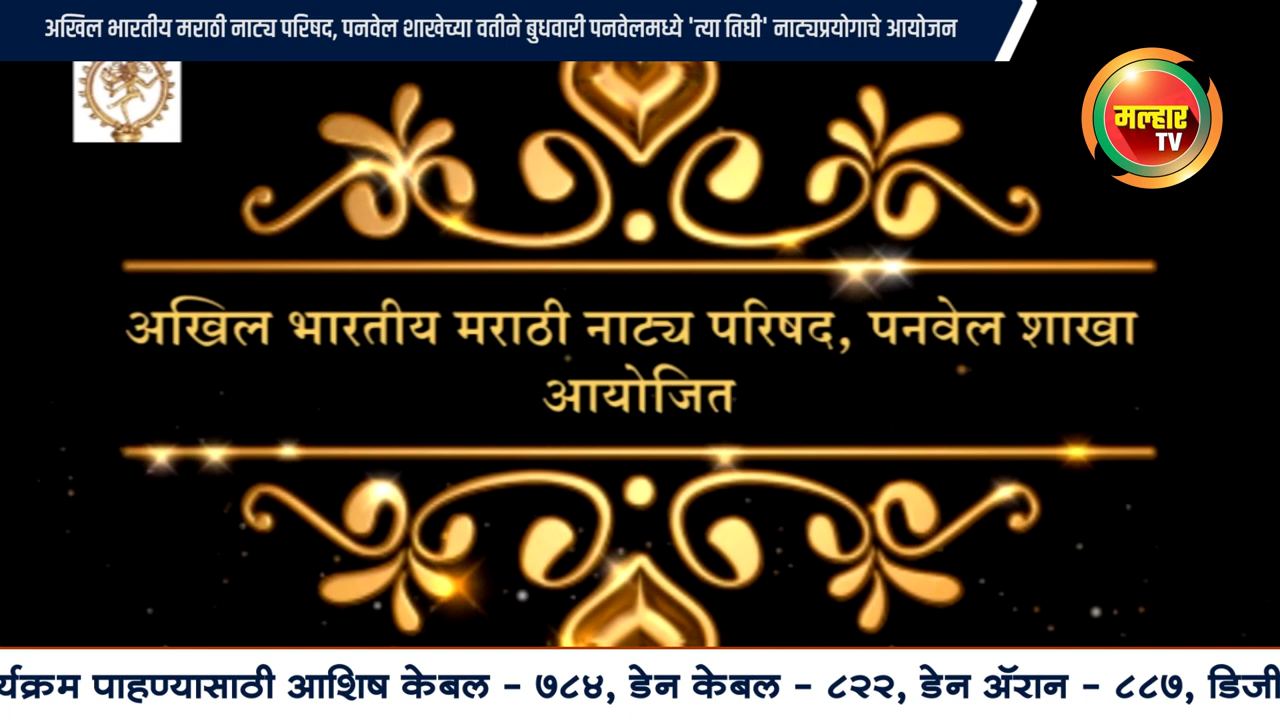 अखिल भारतीय मराठी नाट्य परिषद, पनवेल शाखेच्या वतीने बुधवारी पनवेलमध्ये 'त्या तिघी' नाट्यप्रयोगाचे आयोजन
मल्हार
TV
अखिल भारतीय मराठी नाट्य परिषद, पनवेल शाखा
आयोजित
र्यक्रम पाहण्यासाठी आशिष केबल - ७८४, डेन केबल - ८२२, डेन ॲरान - ८८७, डिजी